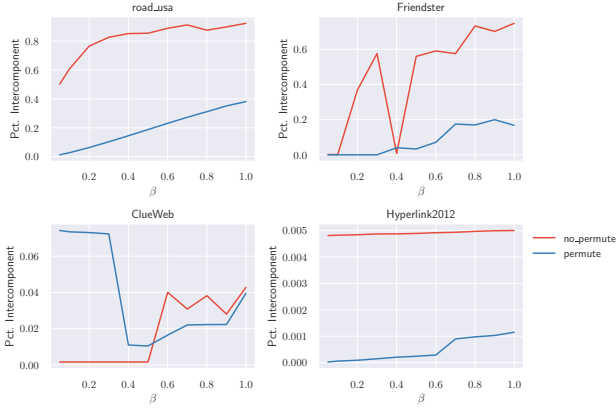 road_usa
Pct. Intercomponent
0.8
0.6
0.4
0.2
0.0
0.2 0.4 0.6 0.8 1.0
β
Friendster
Pct. Intercomponent
0.6
0.4
0.2
0.0
0.2 0.4 0.6 0.8 1.0
β
ClueWeb
Pct. Intercomponent
0.06
0.04
0.02
0.00
0.2 0.4 0.6 0.8 1.0
β
Hyperlink2012
Pct. Intercomponent
0.005
0.004
0.003
0.002
0.001
0.000
0.2 0.4 0.6 0.8 1.0
β
no_permute
permute